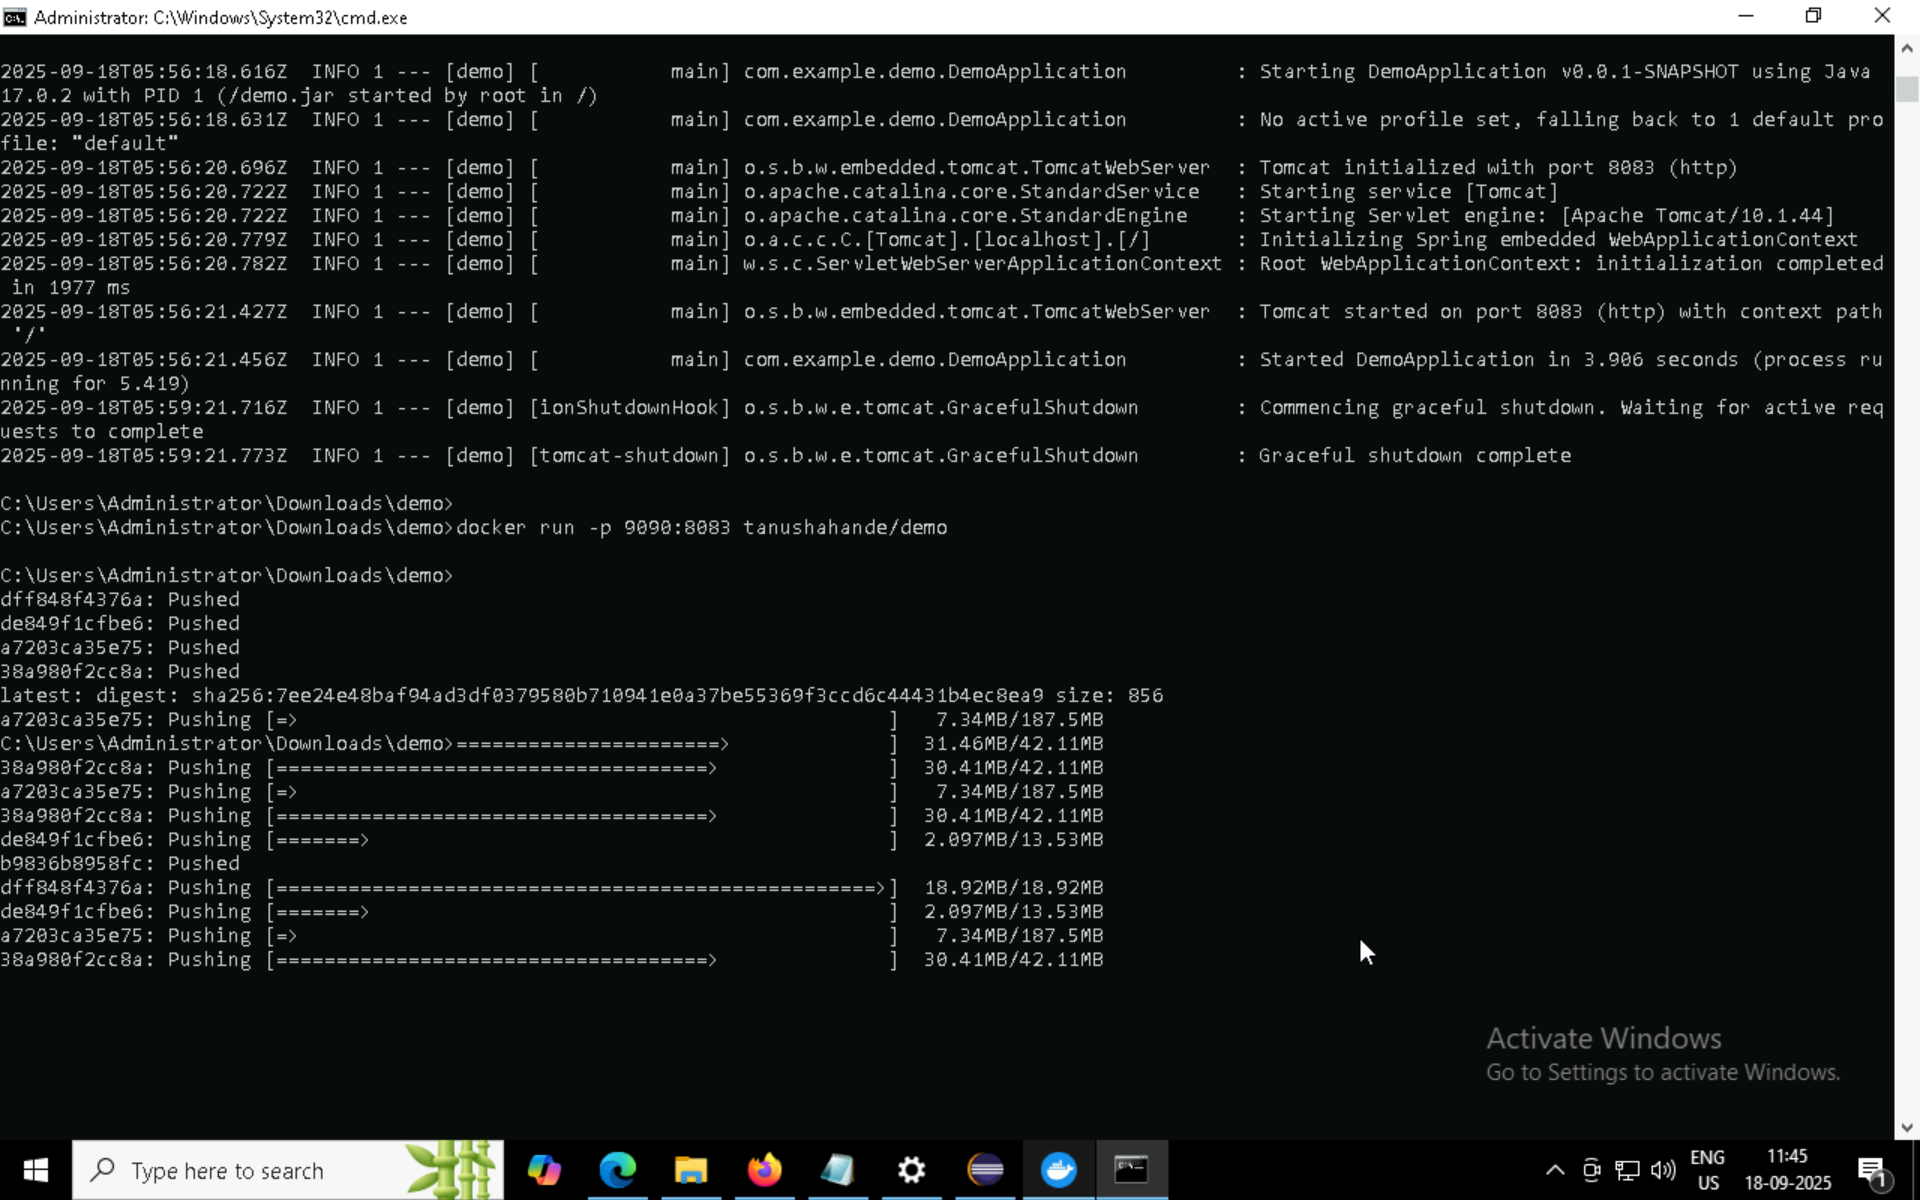 Administrator: C:\Windows\System32\cmd.exe
2025-09-18T05:56:18.616Z  INFO 1 --- [demo] [           main] com.example.demo.DemoApplication         : Starting DemoApplication v0.0.1-SNAPSHOT using Java
17.0.2 with PID 1 (/demo.jar started by root in /)
2025-09-18T05:56:18.631Z  INFO 1 --- [demo] [           main] com.example.demo.DemoApplication         : No active profile set, falling back to 1 default pro
file: "default"
2025-09-18T05:56:20.696Z  INFO 1 --- [demo] [           main] o.s.b.w.embedded.tomcat.TomcatWebServer  : Tomcat initialized with port 8083 (http)
2025-09-18T05:56:20.722Z  INFO 1 --- [demo] [           main] o.apache.catalina.core.StandardService   : Starting service [Tomcat]
2025-09-18T05:56:20.722Z  INFO 1 --- [demo] [           main] o.apache.catalina.core.StandardEngine    : Starting Servlet engine: [Apache Tomcat/10.1.44]
2025-09-18T05:56:20.779Z  INFO 1 --- [demo] [           main] o.a.c.c.C.[Tomcat].[localhost].[/]       : Initializing Spring embedded WebApplicationContext
2025-09-18T05:56:20.782Z  INFO 1 --- [demo] [           main] w.s.c.ServletWebServerApplicationContext : Root WebApplicationContext: initialization completed
 in 1977 ms
2025-09-18T05:56:21.427Z  INFO 1 --- [demo] [           main] o.s.b.w.embedded.tomcat.TomcatWebServer  : Tomcat started on port 8083 (http) with context path
 '/'
2025-09-18T05:56:21.456Z  INFO 1 --- [demo] [           main] com.example.demo.DemoApplication         : Started DemoApplication in 3.906 seconds (process ru
nning for 5.419)
2025-09-18T05:59:21.716Z  INFO 1 --- [demo] [ionShutdownHook] o.s.b.w.e.tomcat.GracefulShutdown        : Commencing graceful shutdown. Waiting for active req
uests to complete
2025-09-18T05:59:21.773Z  INFO 1 --- [demo] [tomcat-shutdown] o.s.b.w.e.tomcat.GracefulShutdown        : Graceful shutdown complete
C:\Users\Administrator\Downloads\demo>
C:\Users\Administrator\Downloads\demo>docker run -p 9090:8083 tanushahande/demo
C:\Users\Administrator\Downloads\demo>
dff848f4376a: Pushed
de849f1cfbe6: Pushed
a7203ca35e75: Pushed
38a980f2cc8a: Pushed
latest: digest: sha256:7ee24e48baf94ad3df0379580b710941e0a37be55369f3ccd6c44431b4ec8ea9 size: 856
a7203ca35e75: Pushing [=>                                                 ]   7.34MB/187.5MB
C:\Users\Administrator\Downloads\demo>======================>             ]  31.46MB/42.11MB
38a980f2cc8a: Pushing [====================================>              ]  30.41MB/42.11MB
a7203ca35e75: Pushing [=>                                                 ]   7.34MB/187.5MB
38a980f2cc8a: Pushing [====================================>              ]  30.41MB/42.11MB
de849f1cfbe6: Pushing [=======>                                           ]  2.097MB/13.53MB
b9836b8958fc: Pushed
dff848f4376a: Pushing [==================================================>]  18.92MB/18.92MB
de849f1cfbe6: Pushing [=======>                                           ]  2.097MB/13.53MB
a7203ca35e75: Pushing [=>                                                 ]   7.34MB/187.5MB
38a980f2cc8a: Pushing [====================================>              ]  30.41MB/42.11MB
Activate Windows
Go to Settings to activate Windows.
Type here to search
ENG
US
11:45
18-09-2025
1